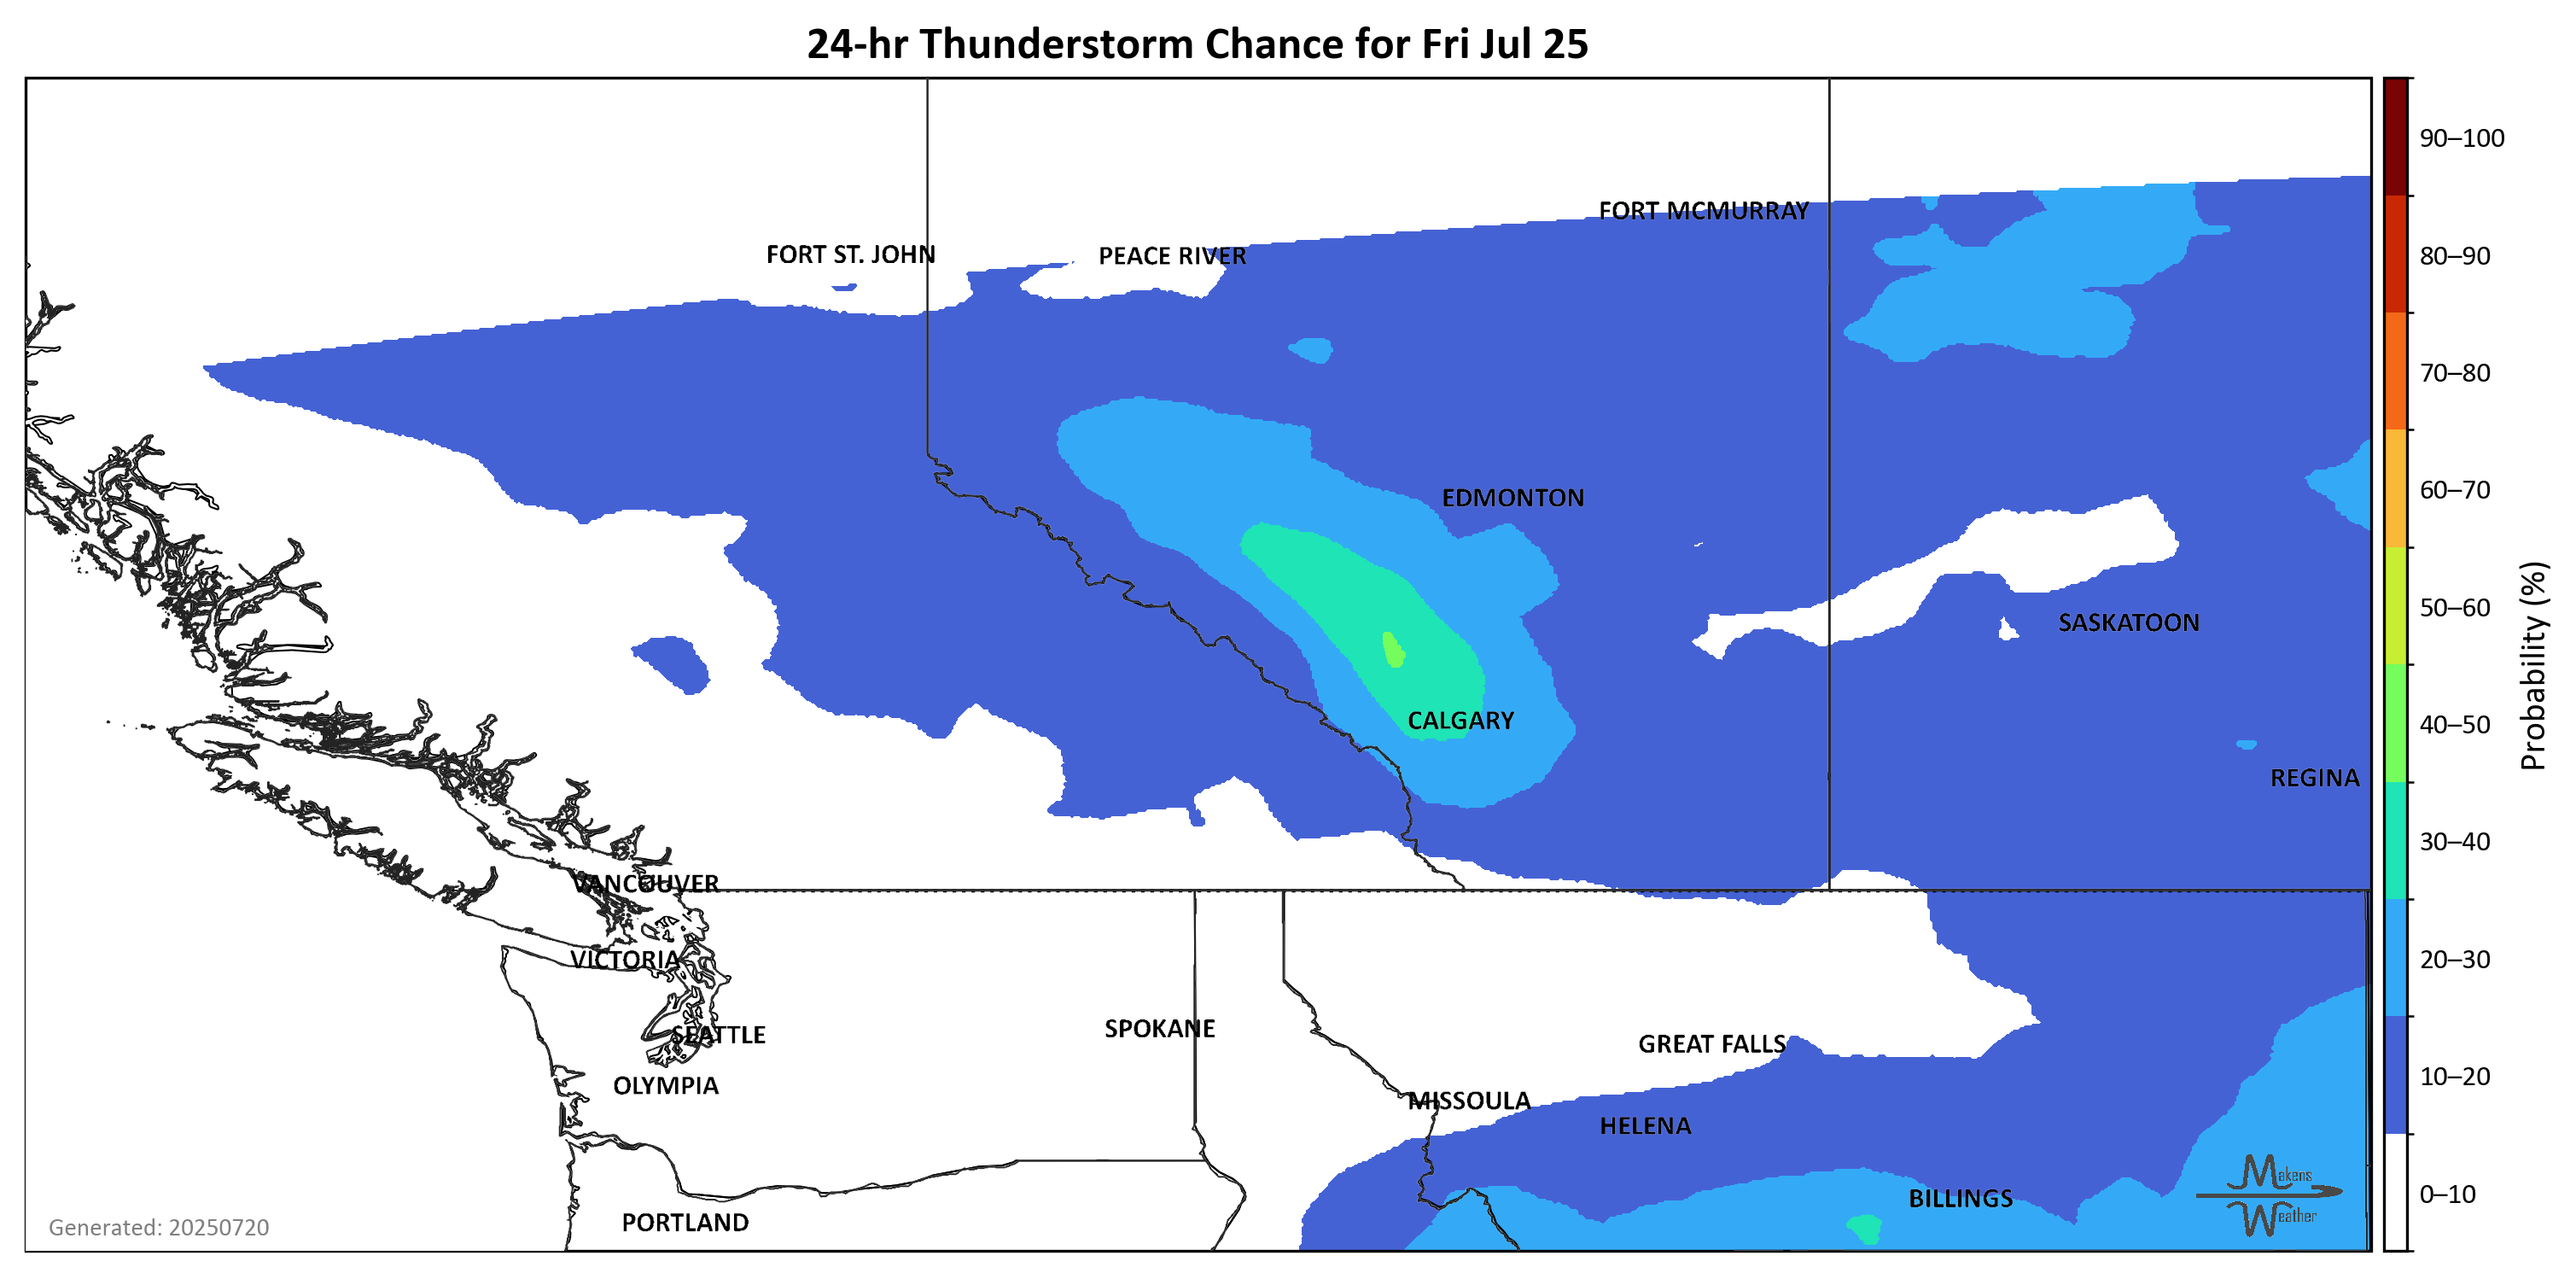 24-hr Thunderstorm Chance for Fri Jul 25
90–100
FORT MCMURRAY
FORT ST. JOHN
PEACE RIVER
80–90
70–80
EDMONTON
60–70
50–60
SASKATOON
Probability (%)
CALGARY
40–50
REGINA
30–40
VANCOUVER
VICTORIA
20–30
SEATTLE
SPOKANE
GREAT FALLS
OLYMPIA
10–20
MISSOULA
HELENA
Makens
Weather
BILLINGS
0–10
PORTLAND
Generated: 20250720